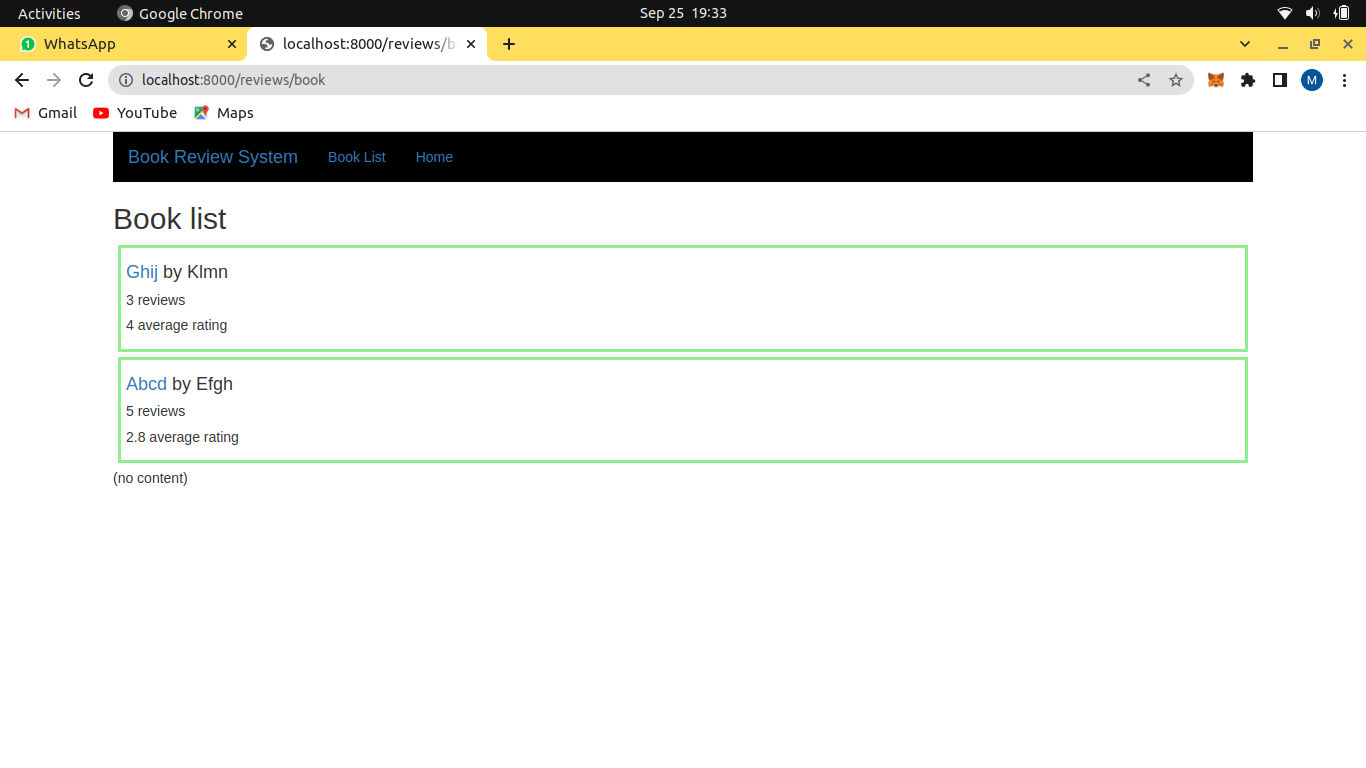 Activities Google Chrome Sep 25 19:33
1 WhatsApp localhost:8000/reviews/b
localhost:8000/reviews/book M
Gmail YouTube Maps
Book Review System Book List Home
Book list
Ghij by Klmn
3 reviews
4 average rating
Abcd by Efgh
5 reviews
2.8 average rating
(no content)